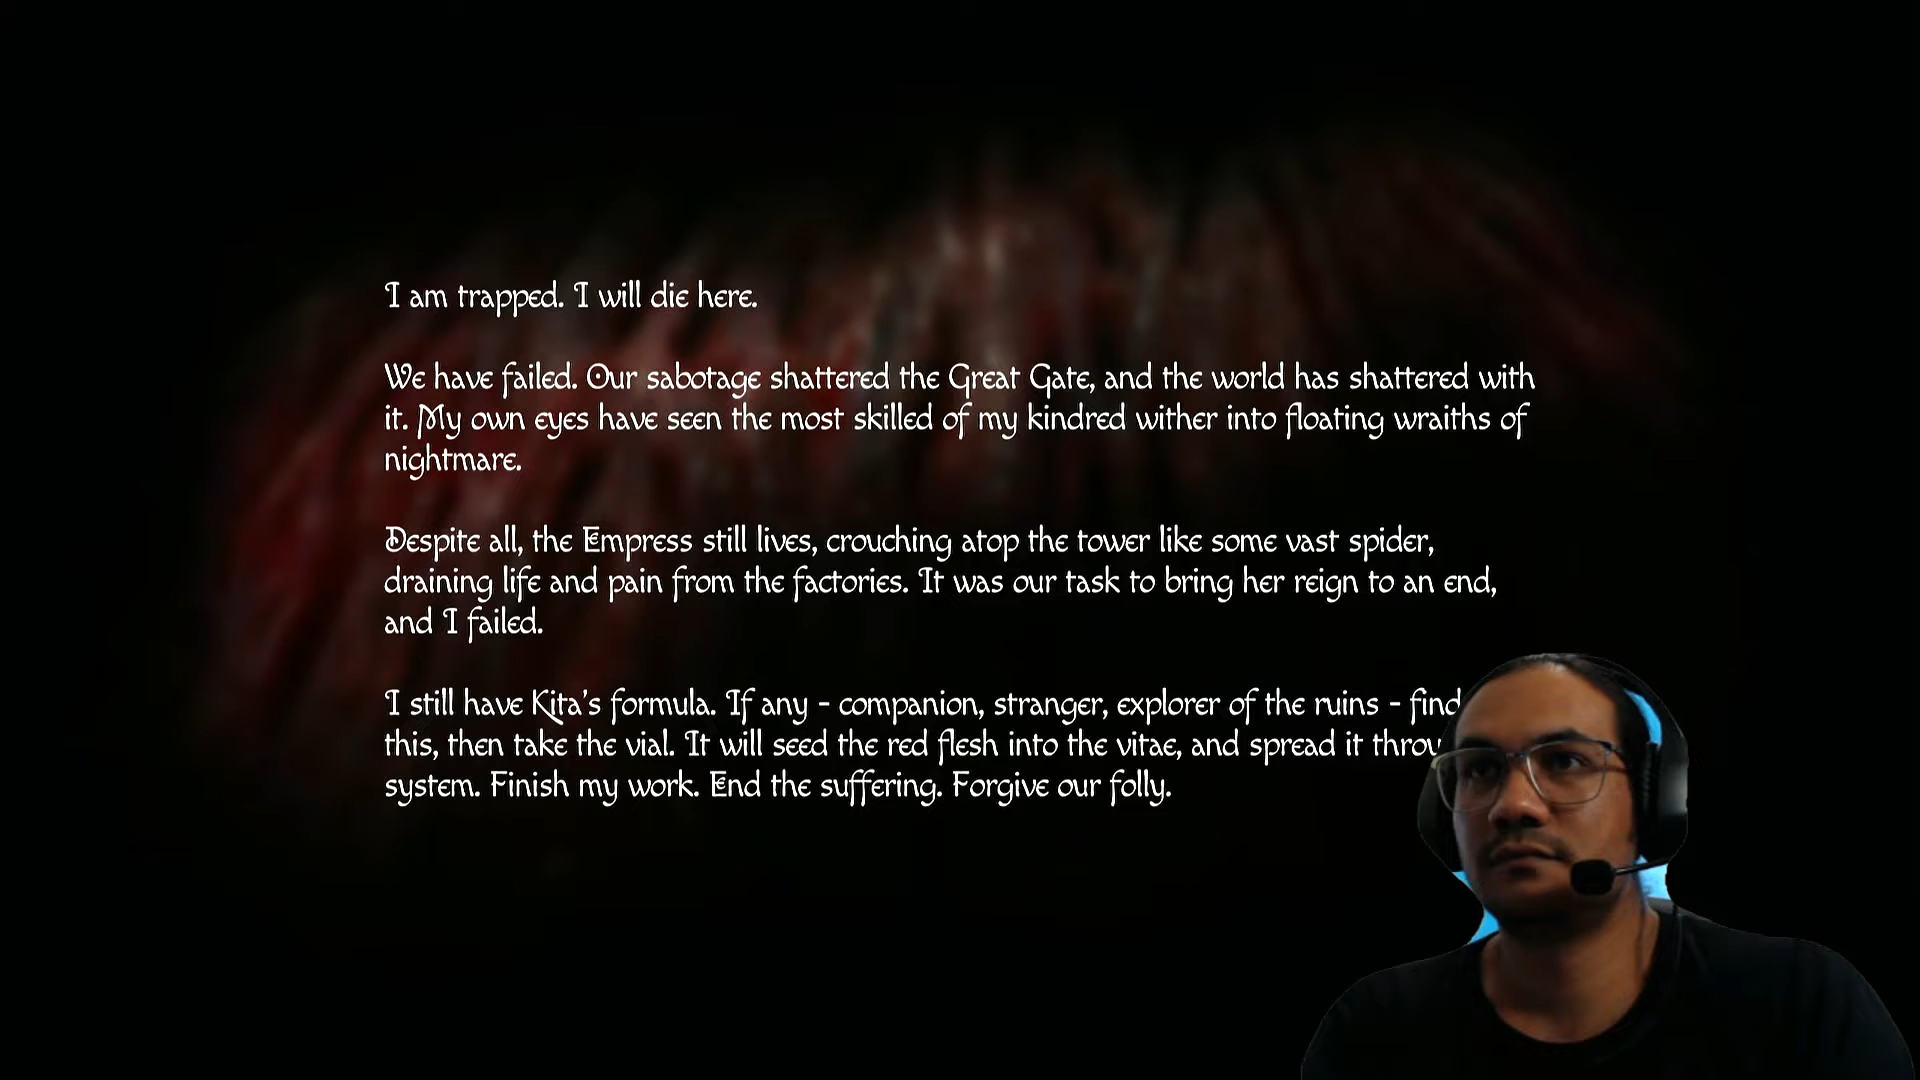 I am trapped. I will die here.
We have failed. Our sabotage shattered the Great Gate, and the world has shattered with
it. My own eyes have seen the most skilled of my kindred wither into floating wraiths of
nightmare.
Despite all, the Empress still lives, crouching atop the tower like some vast spider,
draining life and pain from the factories. It was our task to bring her reign to an end,
and I failed.
I still have Kita's formula. If any - companion, stranger, explorer of the ruins - find
this, then take the vial. It will seed the red flesh into the vitae, and spread it
system. Finish my work. End the suffering. Forgive our folly.